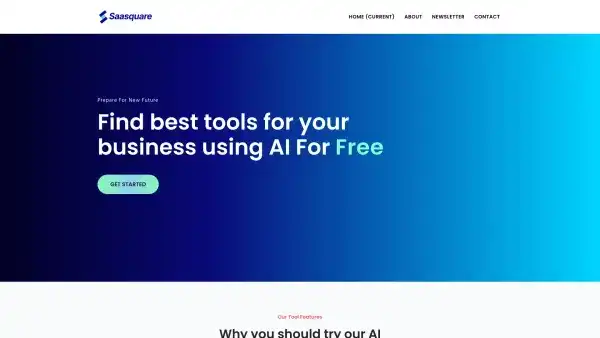 Saasquare
HOME (CURRENT) ABOUT NEWSLETTER CONTACT
Prepare For New Future
Find best tools for your
business using AI For Free
GET STARTED
Our Tool Features
Why you should try our AI